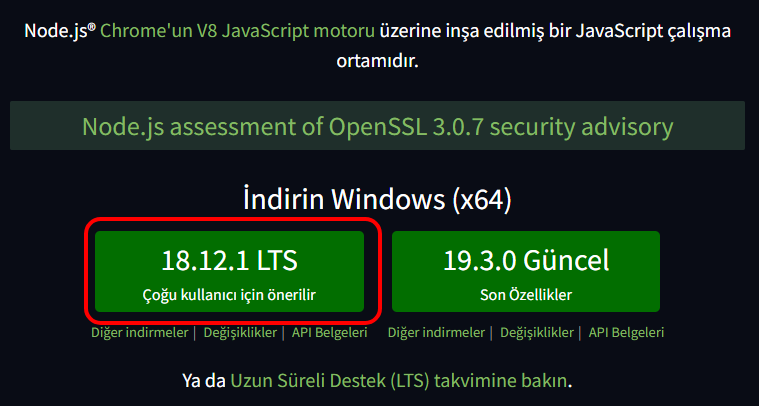 Node.js® Chrome'un V8 JavaScript motoru üzerine inşa edilmiş bir JavaScript çalışma
ortamıdır.
Node.js assessment of OpenSSL 3.0.7 security advisory
İndirin Windows (x64)
18.12.1 LTS
Çoğu kullanıcı için önerilir
19.3.0 Güncel
Son Özellikler
Diğer indirmeler | Değişiklikler | API Belgeleri
Diğer indirmeler | Değişiklikler | API Belgeleri
Ya da Uzun Süreli Destek (LTS) takvimine bakın.